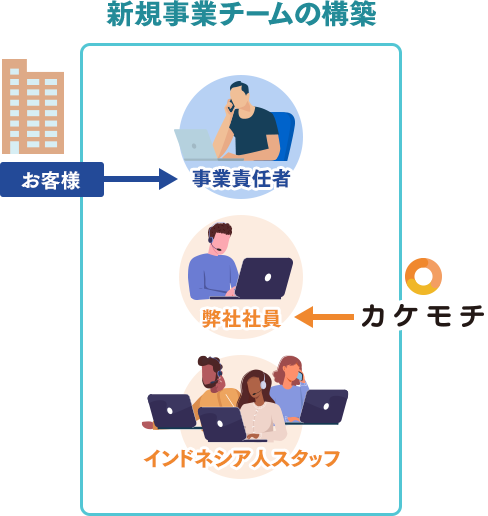 新規事業チームの構築
お客様
事業責任者
弊社社員
カケモチ
インドネシア人スタッフ